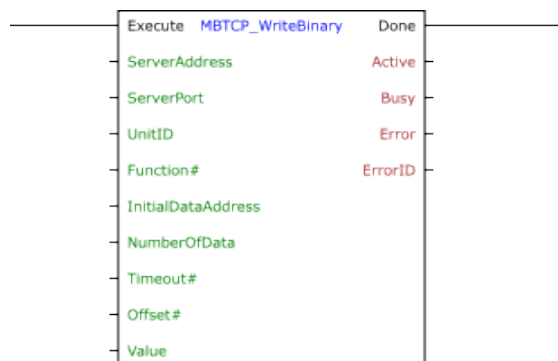 Execute MBTCP_WriteBinary Done
ServerAddress Active
ServerPort Busy
UnitID Error
Function# ErrorID
InitialDataAddress
NumberOfData
Timeout#
Offset#
Value